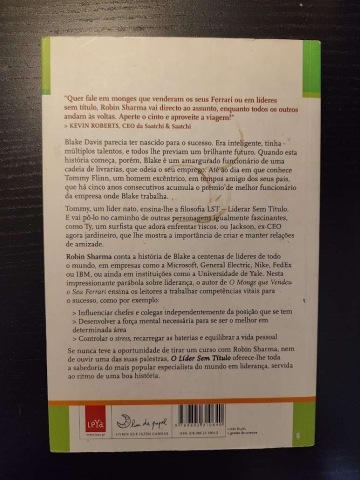 "Quer fale em monges que venderam os seus Ferrari ou em líderes
sem título, Robin Sharma vai directo ao assunto, enquanto todos os outros
andam às voltas. Aperte o cinto e aproveite a viagem!"
> KEVIN ROBERTS, CEO da Saatchi & Saatchi
Blake Davis parecia ter nascido para o sucesso. Era inteligente, tinha
múltiplos talentos, e todos lhe previam um brilhante futuro. Quando esta
história começa, porém, Blake é um amargurado funcionário de uma
cadeia de livrarias, que odeia o seu emprego. Até ao dia em que conhece
Tommy Flinn, um homem excêntrico, em tempos amigo dos seus pais,
que há cinco anos consecutivos acumula o prémio de melhor funcionário
da empresa onde Blake trabalha.
Tommy, um líder nato, ensina-lhe a filosofia LST — Liderar Sem Título.
E vai pô-lo no caminho de outras personagens igualmente fascinantes,
como Ty, um surfista que adora enfrentar riscos, ou Jackson, ex-CEO
agora jardineiro, que lhe mostra a importância de criar e manter relações
de amizade.
Robin Sharma conta a história de Blake a centenas de líderes de todo
o mundo, em empresas como a Microsoft, General Electric, Nike, FedEx
ou IBM, ou ainda em instituições como a Universidade de Yale. Nesta
impressionante parábola sobre liderança, o autor de O Monge que Vendeu
o Seu Ferrari ensina os leitores a trabalhar competências vitais para
o sucesso, como por exemplo:
> Influenciar chefes e colegas independentemente da posição que se tem
> Desenvolver a força mental necessária para se ser o melhor em
determinada área
> Controlar o stress, recarregar as baterias e equilibrar a vida pessoal
Se nunca teve a oportunidade de tirar um curso com Robin Sharma,
nem ouvir uma das suas palestras, O Líder Sem Título oferece-lhe toda
a sabedoria do mais popular especialista do mundo em liderança, servida
ao ritmo de uma boa história.
LeYa
lua de papel